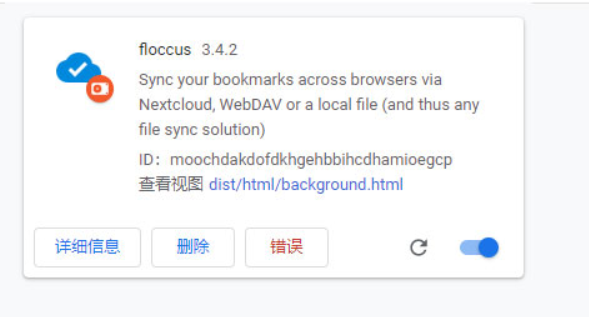 floccus 3.4.2
Sync your bookmarks across browsers via
Nextcloud, WebDAV or a local file (and thus any
file sync solution)
ID：moochdakdofdkhgehbbihcdhamioegcp
查看视图 dist/html/background.html
详细信息 删除 错误